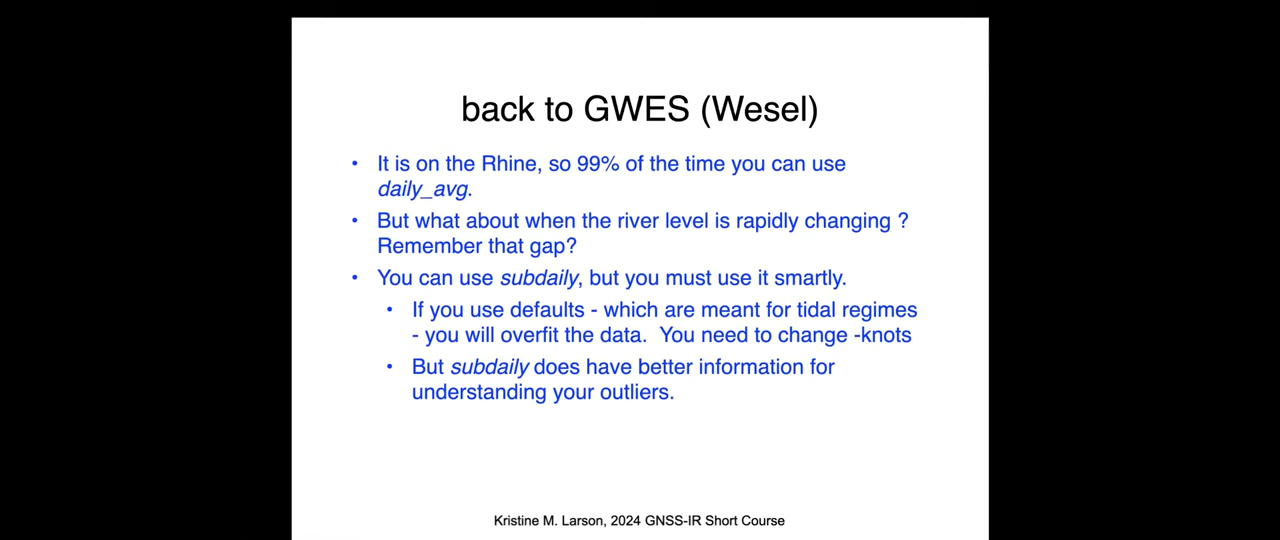 back to GWES (Wesel)
• It is on the Rhine, so 99% of the time you can use
daily_avg.
• But what about when the river level is rapidly changing ?
Remember that gap?
• You can use subdaily, but you must use it smartly.
• If you use defaults - which are meant for tidal regimes
- you will overfit the data.  You need to change -knots
• But subdaily does have better information for
understanding your outliers.
Kristine M. Larson, 2024 GNSS-IR Short Course